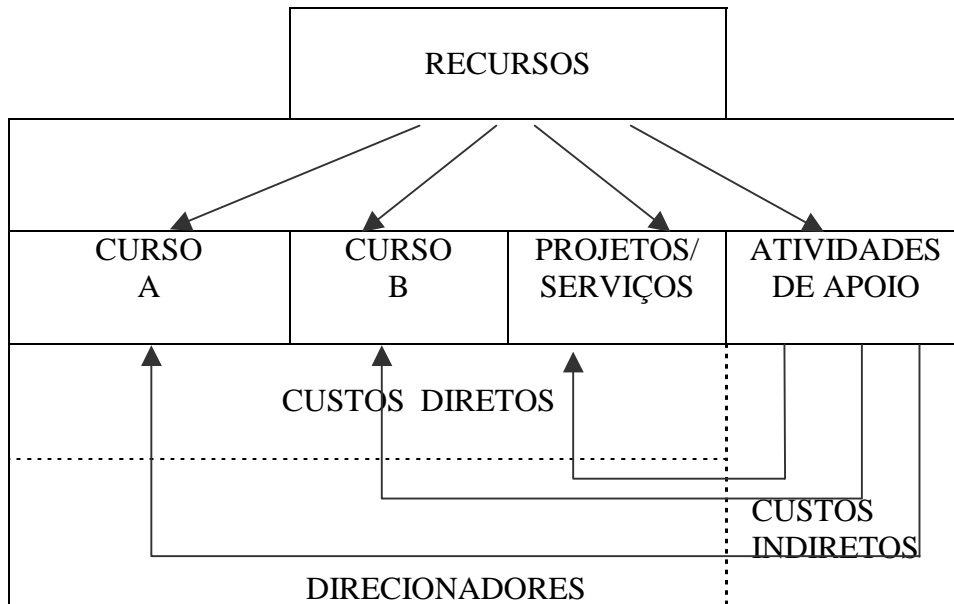 RECURSOS
CURSO
A
CURSO
B
PROJETOS/
SERVIÇOS
ATIVIDADES
DE APOIO
CUSTOS DIRETOS
CUSTOS
INDIRETOS
DIRECIONADORES